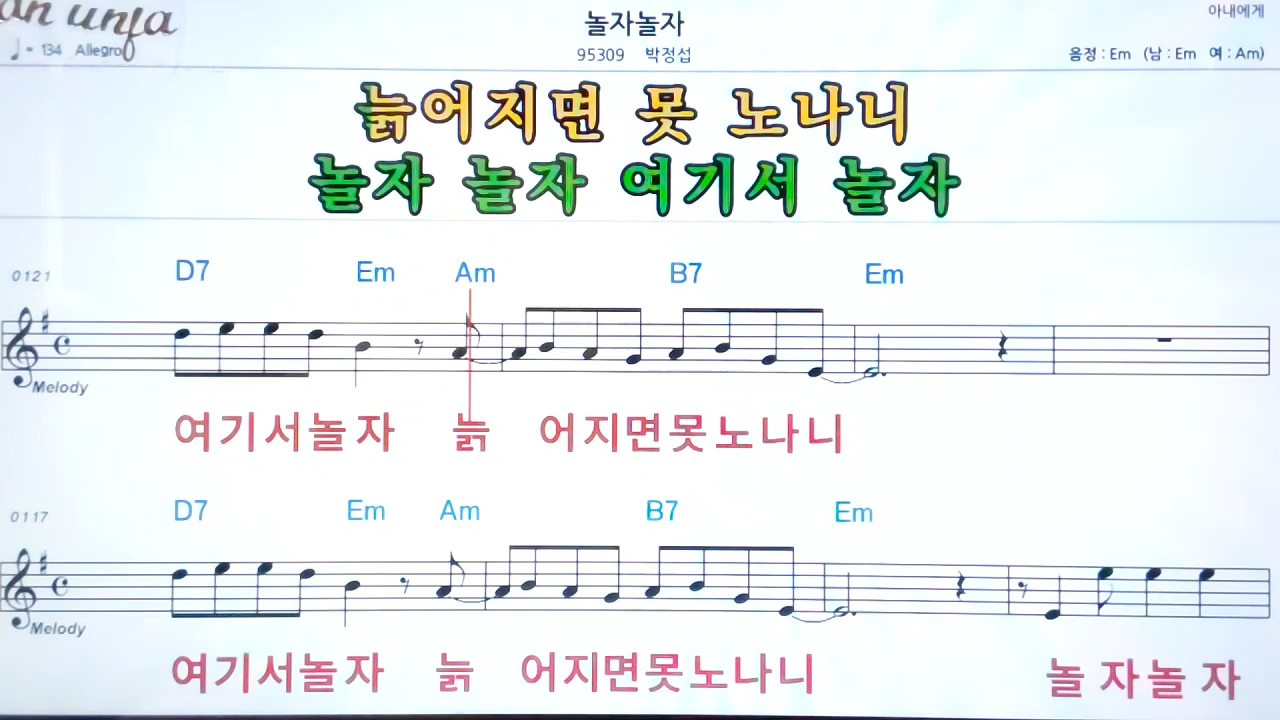 an unfa
아내에게
놀자놀자
♩= 134 Allegro
95309 박정섭
음정 : Em (남 : Em 여 : Am)
늙어지면 못 노나니
놀자 놀자 여기서 놀자
0121
D7 Em Am B7 Em
Melody
여기서놀자 늙 어지면못노나니
0117
D7 Em Am B7 Em
Melody
여기서놀자 늙 어지면못노나니 놀 자놀 자